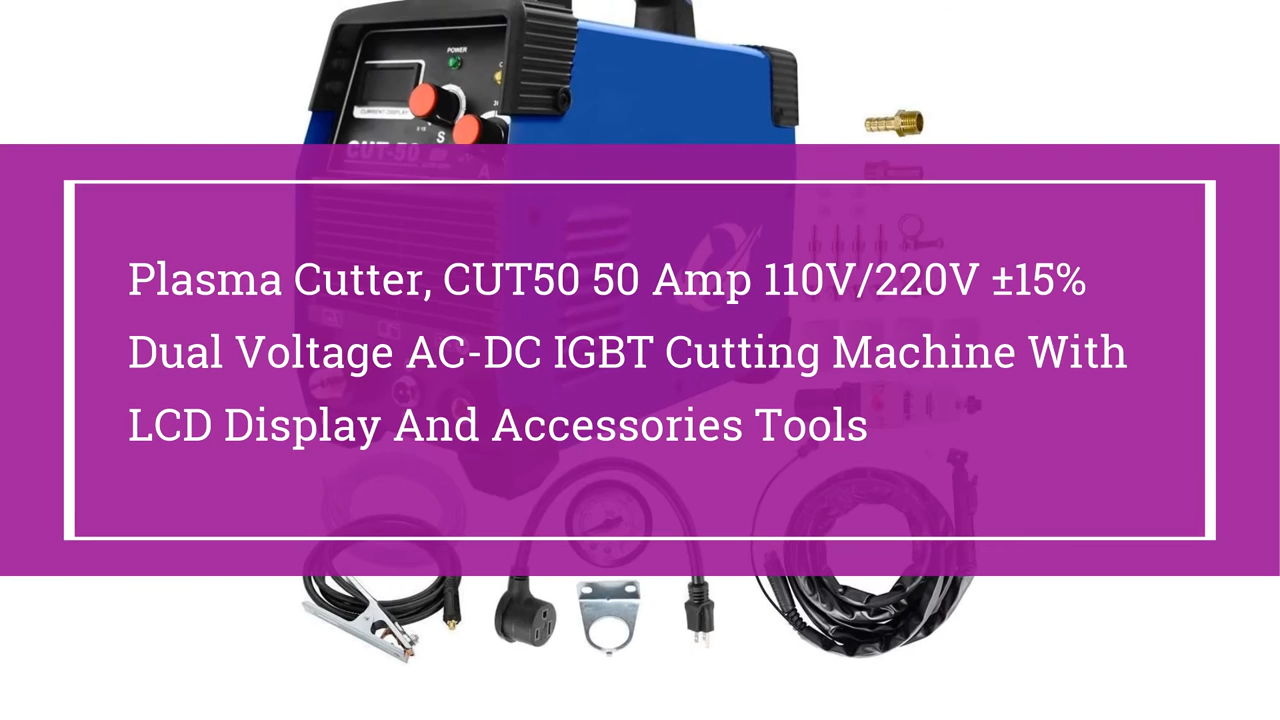 POWER
CURRENT DISPLAY
S
CUT-50
A
Plasma Cutter, CUT50 50 Amp 110V/220V ±15%
Dual Voltage AC-DC IGBT Cutting Machine With
LCD Display And Accessories Tools